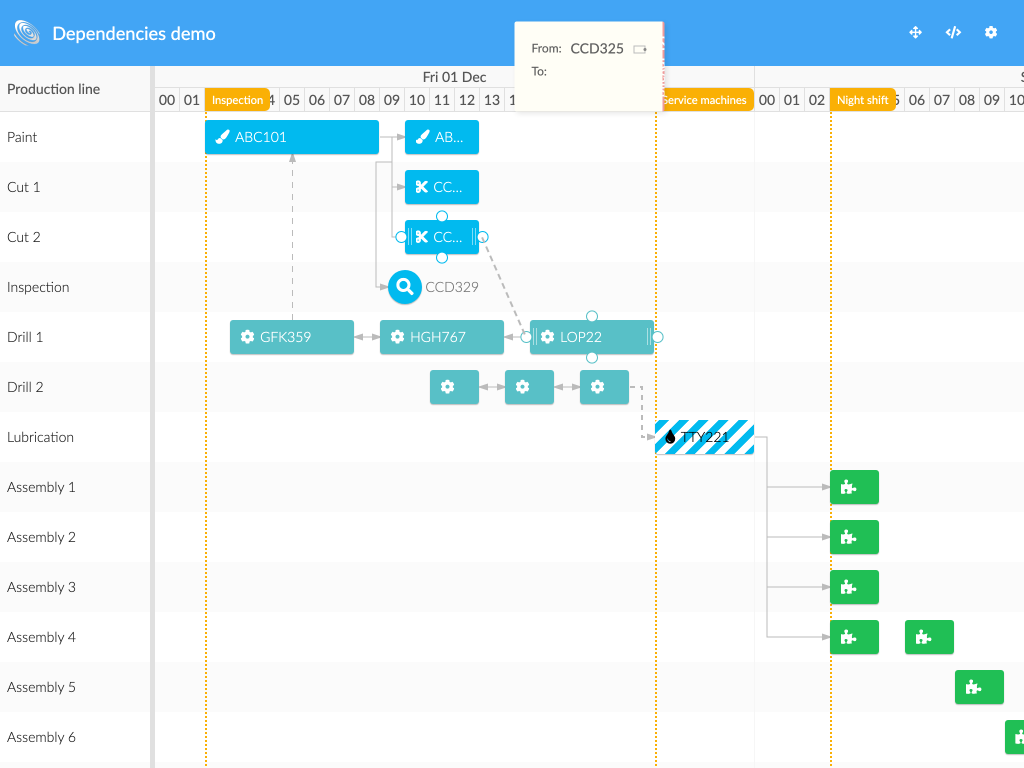 Dependencies demo
From: CCD325
To:
Production line
Fri 01 Dec
00 01 Inspection 05 06 07 08 09 10 11 12 13 Service machines 00 01 02 Night shift 06 07 08 09 10
Paint ABC101 AB...
Cut 1 CC...
Cut 2 CC...
Inspection CCD329
Drill 1 GFK359 HGH767 LOP22
Drill 2
Lubrication TTY221
Assembly 1
Assembly 2
Assembly 3
Assembly 4
Assembly 5
Assembly 6